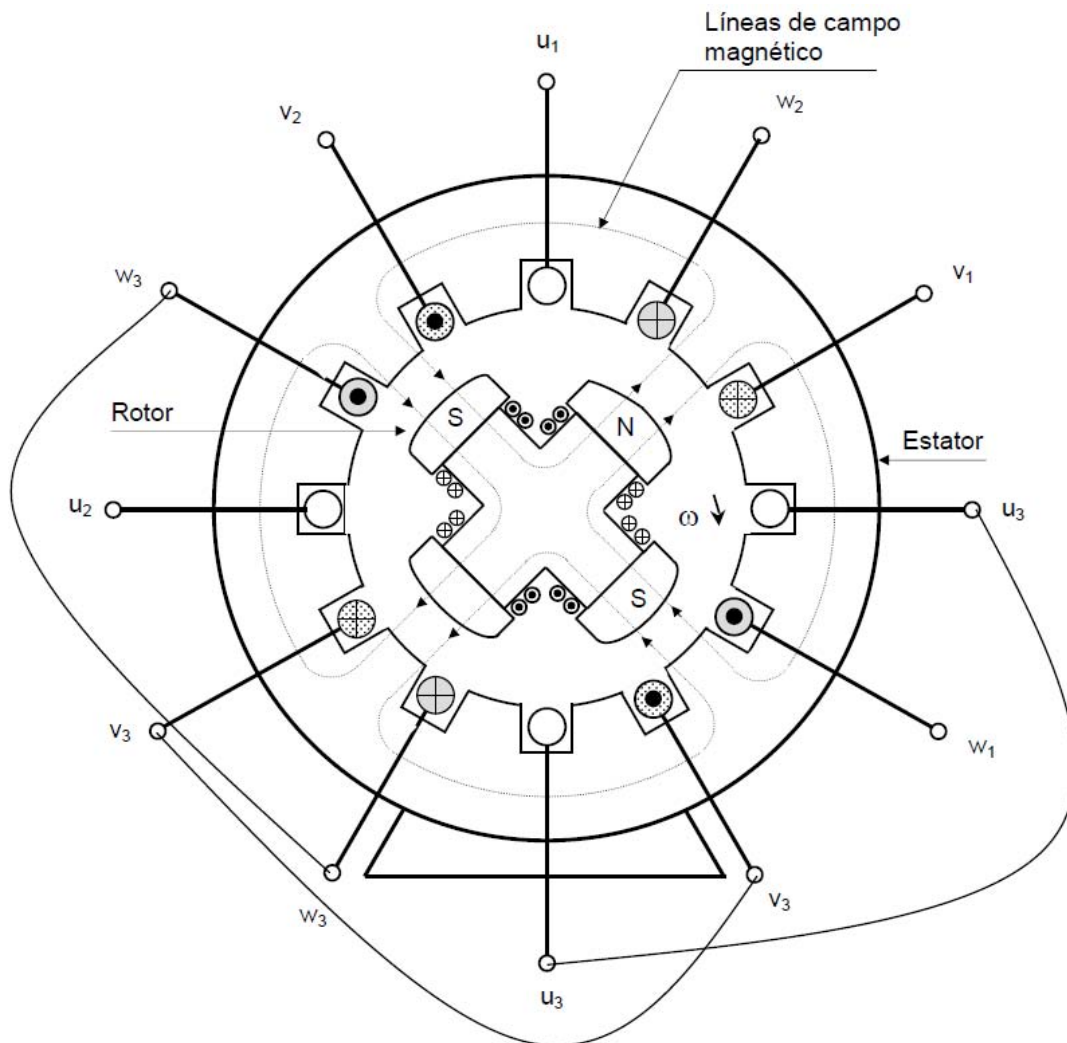 Líneas de campo
magnético
u₁
v₂
w₂
w₃
v₁
Rotor
S
N
Estator
u₂
ω
u₃
S
v₃
w₁
w₃
v₃
u₃